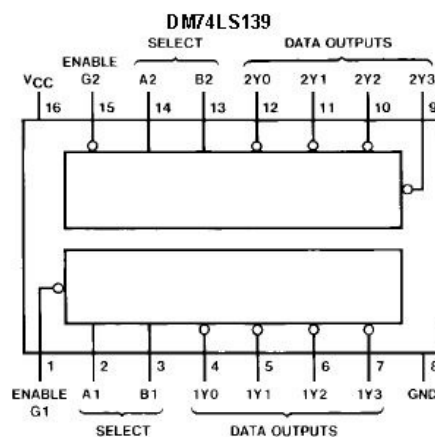 DM74LS139
SELECT DATA OUTPUTS
ENABLE
VCC G2 A2 B2 2Y0 2Y1 2Y2 2Y3
16 15 14 13 12 11 10 9
1 2 3 4 5 6 7 8
ENABLE A1 B1 1Y0 1Y1 1Y2 1Y3 GND
G1
SELECT DATA OUTPUTS